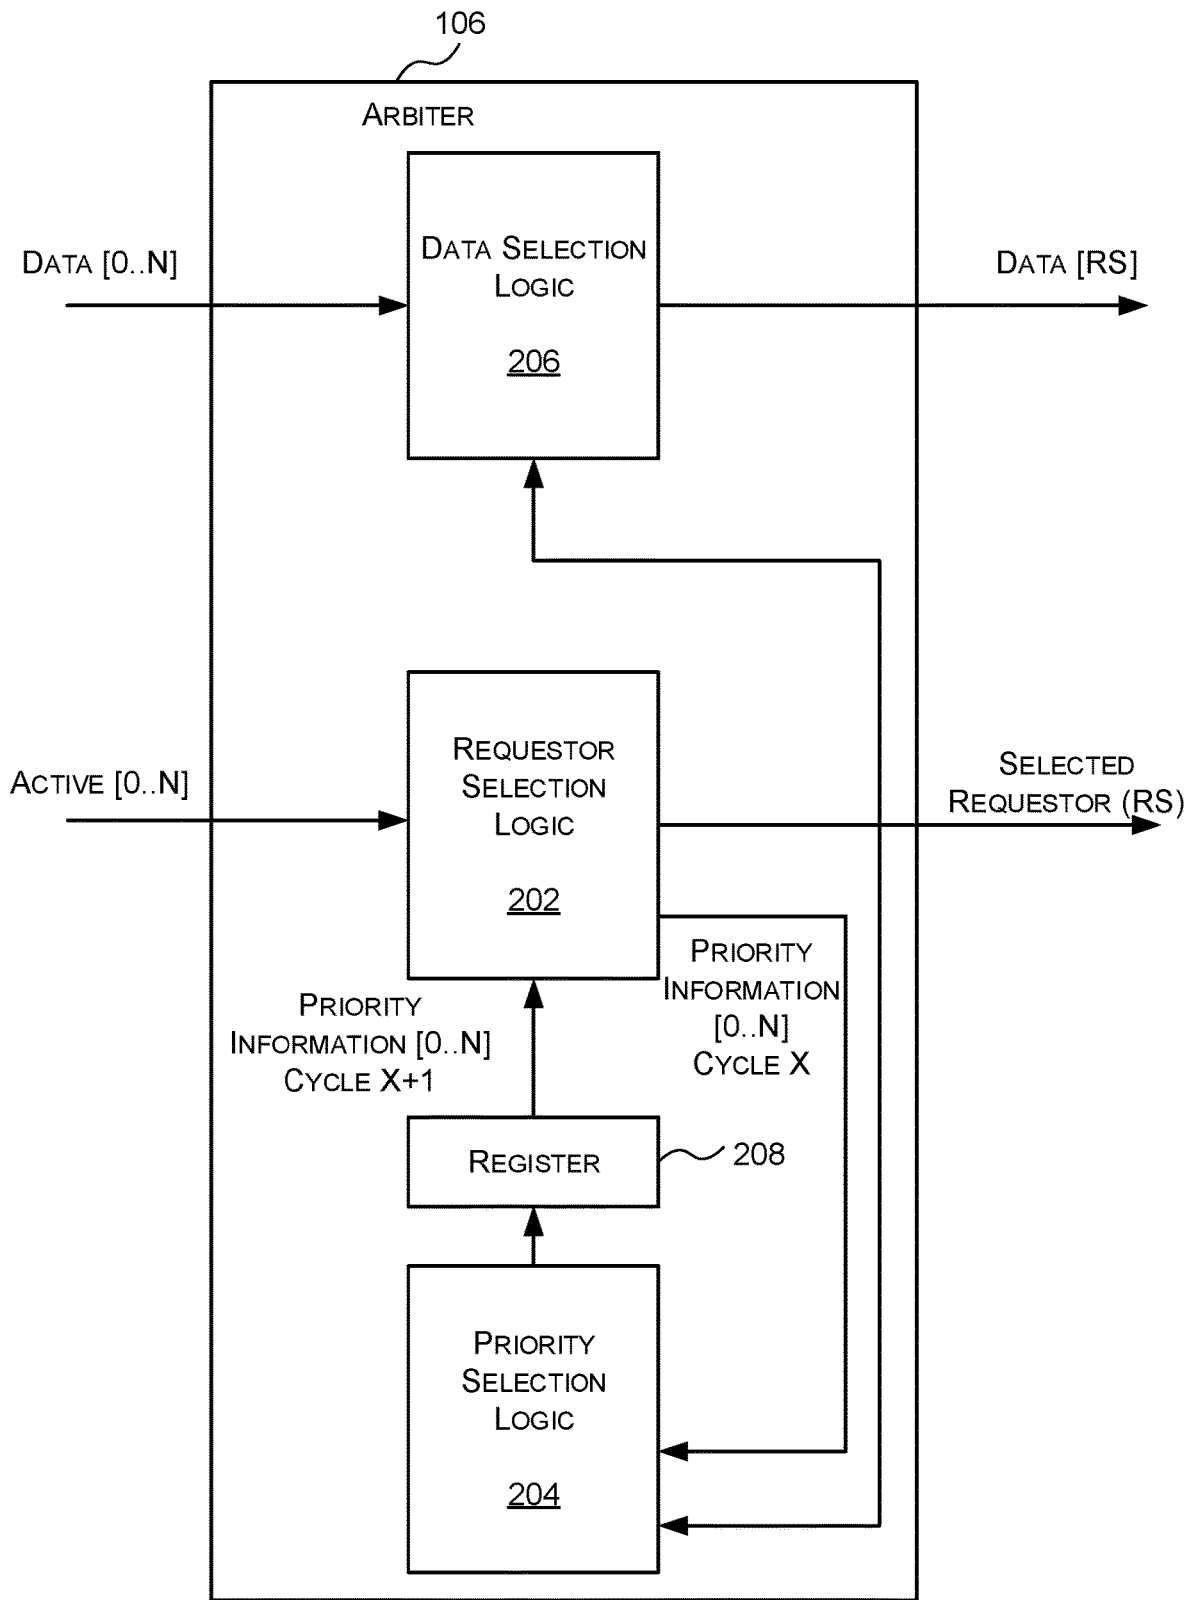 106
ARBITER
DATA [0..N]
DATA SELECTION
LOGIC
206
DATA [RS]
ACTIVE [0..N]
REQUESTOR
SELECTION
LOGIC
202
SELECTED
REQUESTOR (RS)
PRIORITY
INFORMATION [0..N]
CYCLE X+1
PRIORITY
INFORMATION
[0..N]
CYCLE X
REGISTER
208
PRIORITY
SELECTION
LOGIC
204